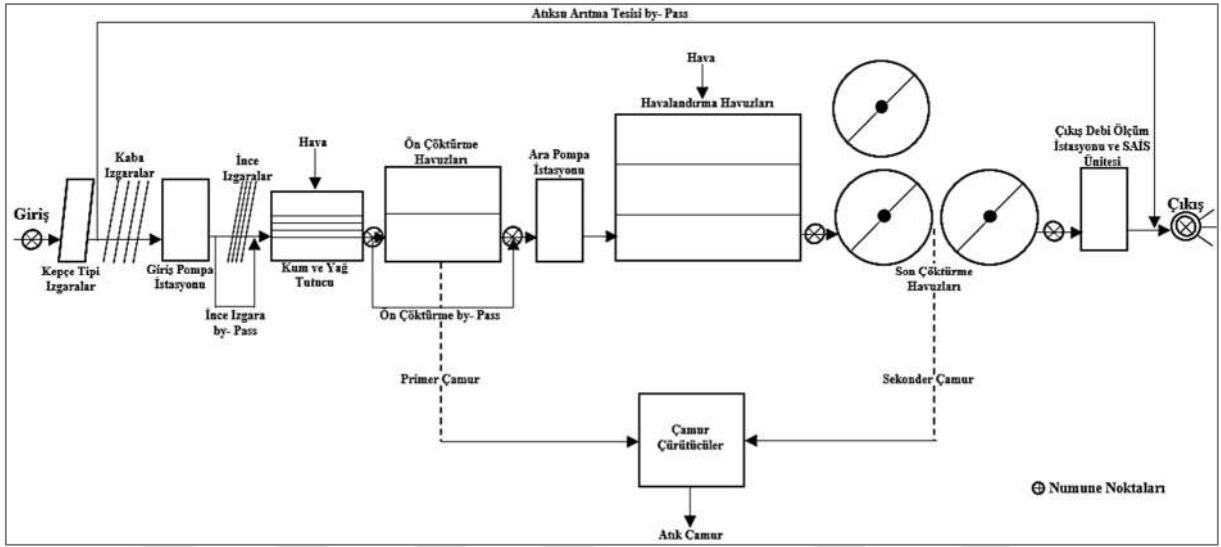 Atıksu Arıtma Tesisi by- Pass
Hava
Havalandırma Havuzları
Hava
Ön Çöktürme
Havuzları
Ara Pompa
İstasyonu
Çıkış Debi Ölçüm
İstasyonu ve SAİS
Ünitesi
Kaba
Izgaralar
İnce
Izgaralar
Giriş
Çıkış
Kepçe Tipi
Izgaralar
Giriş Pompa
İstasyonu
Kum ve Yağ
Tutucu
Son Çöktürme
Havuzları
İnce Izgara
by- Pass
Ön Çöktürme by- Pass
Primer Çamur
Sekonder Çamur
Çamur
Çürütücüler
Numune Noktaları
Atık Camur